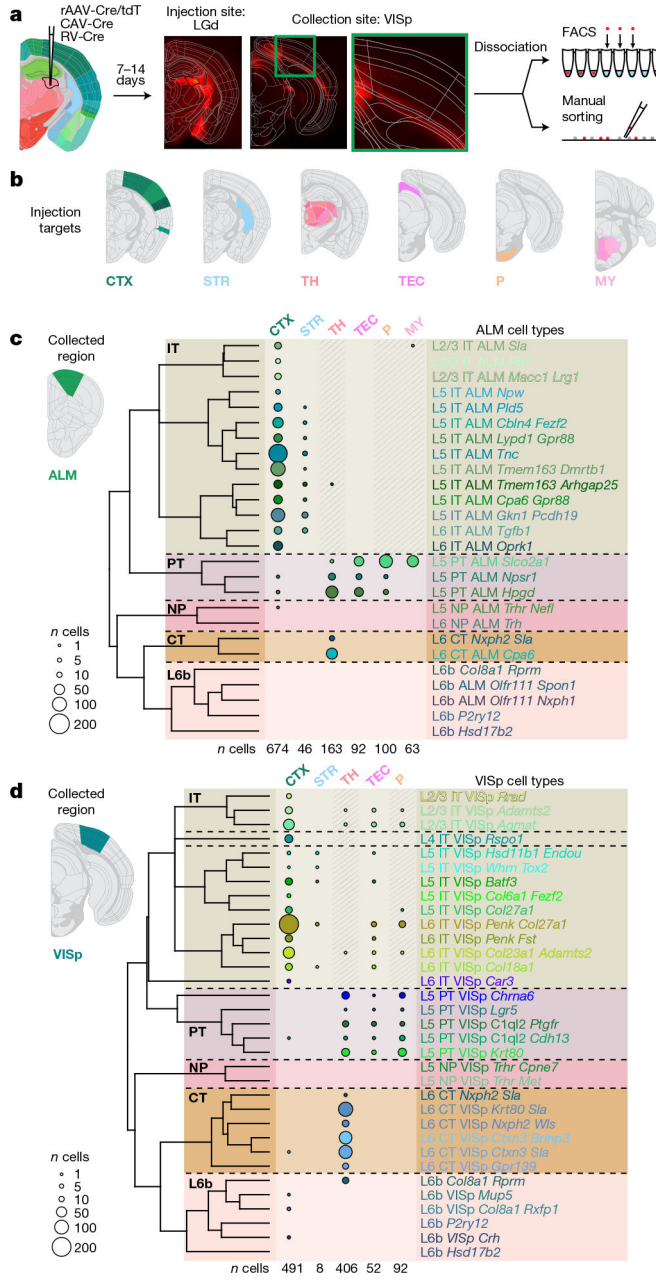 a
rAAV-Cre/tdT
CAV-Cre
RV-Cre
7–14
days
Injection site:
LGd
Collection site: VISp
Dissociation
FACS
Manual
sorting
b
Injection
targets
CTX
STR
TH
TEC
P
MY
c
Collected
region
ALM
CTX STR TH TEC P MY
ALM cell types
IT
L2/3 IT ALM Sla
L2/3 IT ALM
L2/3 IT ALM Macc1 Lrg1
L5 IT ALM Npw
L5 IT ALM Pld5
L5 IT ALM Cbln4 Fezf2
L5 IT ALM Lypd1 Gpr88
L5 IT ALM Tnc
L5 IT ALM Tmem163 Dmrtb1
L5 IT ALM Tmem163 Arhgap25
L5 IT ALM Cpa6 Gpr88
L5 IT ALM Gkn1 Pcdh19
L6 IT ALM Tgfb1
L6 IT ALM Oprk1
PT
L5 PT ALM Slco2a1
L5 PT ALM Npsr1
L5 PT ALM Hpgd
NP
L5 NP ALM Trhr Nefl
L6 NP ALM Trh
CT
L6 CT Nxph2 Sla
L6 CT ALM Cpa6
L6b
L6b Col8a1 Rprm
L6b ALM Olfr111 Spon1
L6b ALM Olfr111 Nxph1
L6b P2ry12
L6b Hsd17b2
n cells
1
5
10
50
100
200
n cells 674 46 163 92 100 63
d
Collected
region
VISp
CTX STR TH TEC P
VISp cell types
IT
L2/3 IT VISp Rrad
L2/3 IT VISp Adamts2
L2/3 IT VISp Agmat
L4 IT VISp Rspo1
L5 IT VISp Hsd11b1 Endou
L5 IT VISp Whrn Tox2
L5 IT VISp Batf3
L5 IT VISp Col6a1 Fezf2
L5 IT VISp Col27a1
L6 IT VISp Penk Col27a1
L6 IT VISp Penk Fst
L6 IT VISp Col23a1 Adamts2
L6 IT VISp Col18a1
L6 IT VISp Car3
PT
L5 PT VISp Chrna6
L5 PT VISp Lgr5
L5 PT VISp C1ql2 Ptgfr
L5 PT VISp C1ql2 Cdh13
L5 PT VISp Krt80
NP
L5 NP VISp Trhr Cpne7
L5 NP VISp Trhr Met
CT
L6 CT Nxph2 Sla
L6 CT VISp Krt80 Sla
L6 CT VISp Nxph2 Wls
L6 CT VISp Ctxn3 Brinp3
L6 CT VISp Ctxn3 Sla
L6 CT VISp Gpr139
L6b
L6b Col8a1 Rprm
L6b VISp Mup5
L6b VISp Col8a1 Rxfp1
L6b P2ry12
L6b VISp Crh
L6b Hsd17b2
n cells
1
5
10
50
100
200
n cells 491 8 406 52 92